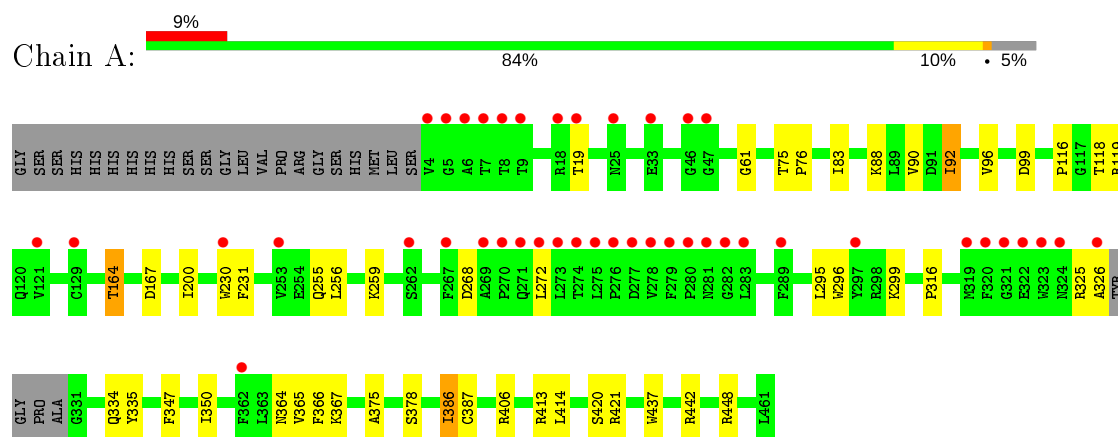 9%
Chain A:
84% 10% • 5%
GLY SER SER HIS HIS HIS HIS HIS HIS SER SER GLY LEU VAL PRO ARG GLY SER HIS MET LEU SER V4 G5 A6 T7 T8 T9 R18 T19 N25 E33 G46 G47 G61 T75 P76 I83 K88 L89 V90 D91 I92 V96 D99 P116 G117 T118 R119
Q120 V121 C129 T164 D167 I200 W230 F231 V253 E254 Q255 L256 K259 S262 F267 D268 A269 P270 Q271 L272 L273 T274 L275 P276 D277 V278 F279 P280 N281 G282 L283 F289 L295 W296 Y297 R298 K299 P316 M319 F320 G321 E322 W323 N324 R325 A326 TYR
GLY PRO ALA G331 Q334 Y335 F347 I350 F362 L363 N364 V365 F366 K367 A375 S378 I386 C387 R406 R413 L414 S420 R421 W437 R442 R448 L461